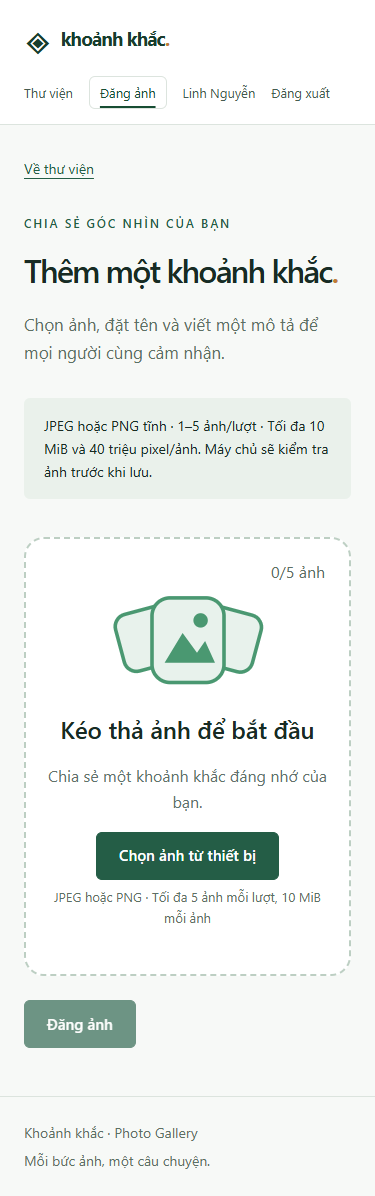 khoảnh khắc.
Thư viện Đăng ảnh Linh Nguyễn Đăng xuất
Về thư viện
CHIA SẺ GÓC NHÌN CỦA BẠN
Thêm một khoảnh khắc.
Chọn ảnh, đặt tên và viết một mô tả để
mọi người cùng cảm nhận.
JPEG hoặc PNG tĩnh · 1–5 ảnh/lượt · Tối đa 10
MiB và 40 triệu pixel/ảnh. Máy chủ sẽ kiểm tra
ảnh trước khi lưu.
0/5 ảnh
Kéo thả ảnh để bắt đầu
Chia sẻ một khoảnh khắc đáng nhớ của
bạn.
Chọn ảnh từ thiết bị
JPEG hoặc PNG · Tối đa 5 ảnh mỗi lượt, 10 MiB
mỗi ảnh
Đăng ảnh
Khoảnh khắc · Photo Gallery
Mỗi bức ảnh, một câu chuyện.